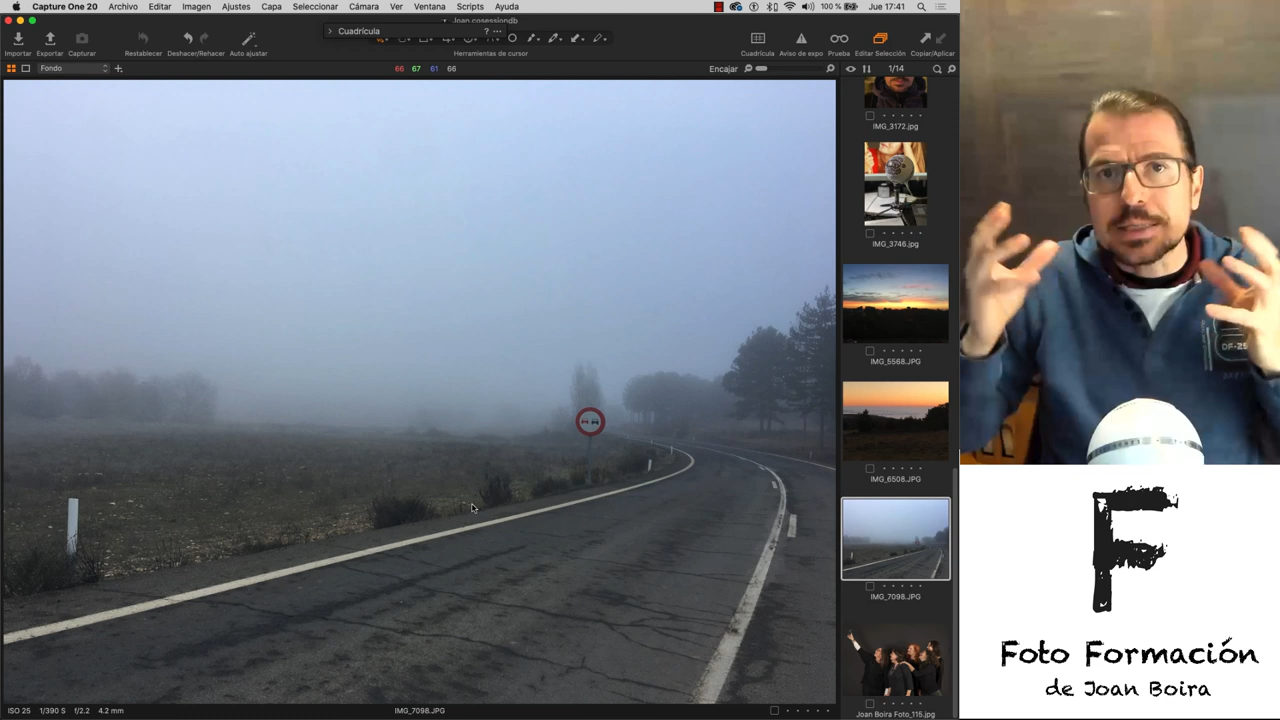 Capture One 20 Archivo Editar Imagen Ajustes Capa Seleccionar Cámara Ver Ventana Scripts Ayuda 100 % Jue 17:41
Joan.cosessiondb
Cuadrícula ? ...
Importar Exportar Capturar Restablecer Deshacer/Rehacer Auto ajustar Herramientas de cursor Cuadrícula Aviso de expo Prueba Editar Selección Copiar/Aplicar
Fondo 66 67 61 66 Encajar 1/14
IMG_3172.jpg
IMG_3746.jpg
IMG_5568.JPG
IMG_6508.JPG
IMG_7098.JPG
Joan Boira Foto_115.jpg
ISO 25 1/390 S f/2.2 4.2 mm IMG_7098.JPG
F
Foto Formación
de Joan Boira